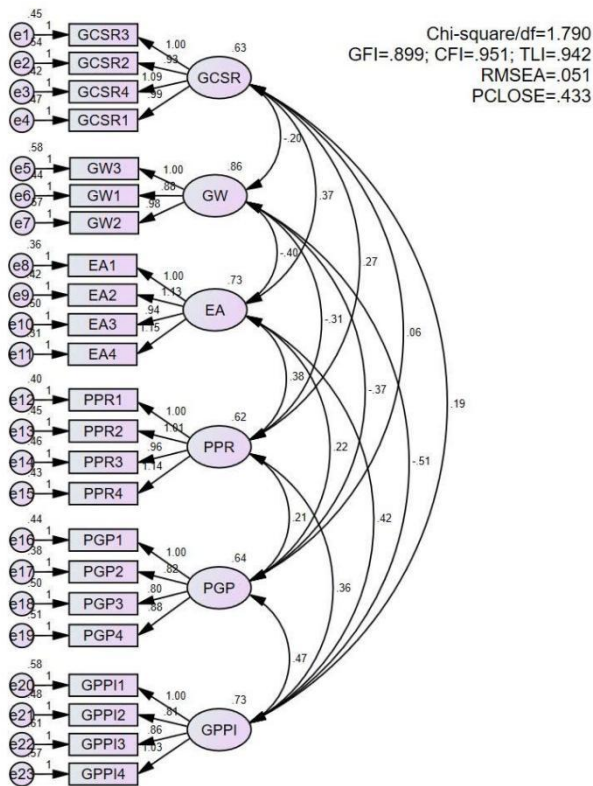 Chi-square/df=1.790
GFI=.899; CFI=.951; TLI=.942
RMSEA=.051
PCLOSE=.433
.45
e1 1 GCSR3 1.00 .63
.54
e2 1 GCSR2 .93
.42
e3 1 GCSR4 1.09 GCSR
.47
e4 1 GCSR1 .99
-.20
.58
e5 1 GW3 1.00 .86
.44
e6 1 GW1 .88 GW .37
.57
e7 1 GW2 .98
-.40 .27
.36
e8 1 EA1 1.00 .73
.42
e9 1 EA2 1.13 EA -.31
.50
e10 1 EA3 .94 .06
.31
e11 1 EA4 1.15
.38 -.37
.40
e12 1 PPR1 1.00 .62 .19
.45
e13 1 PPR2 1.01 PPR .22
.46
e14 1 PPR3 .96 -.51
.43
e15 1 PPR4 1.14
.21 .42
.44
e16 1 PGP1 1.00 .64
.38
e17 1 PGP2 .82 PGP .36
.50
e18 1 PGP3 .80
.51
e19 1 PGP4 .88
.47
.58
e20 1 GPPI1 1.00 .73
.48
e21 1 GPPI2 .81 GPPI
.61
e22 1 GPPI3 .86
.57
e23 1 GPPI4 1.03